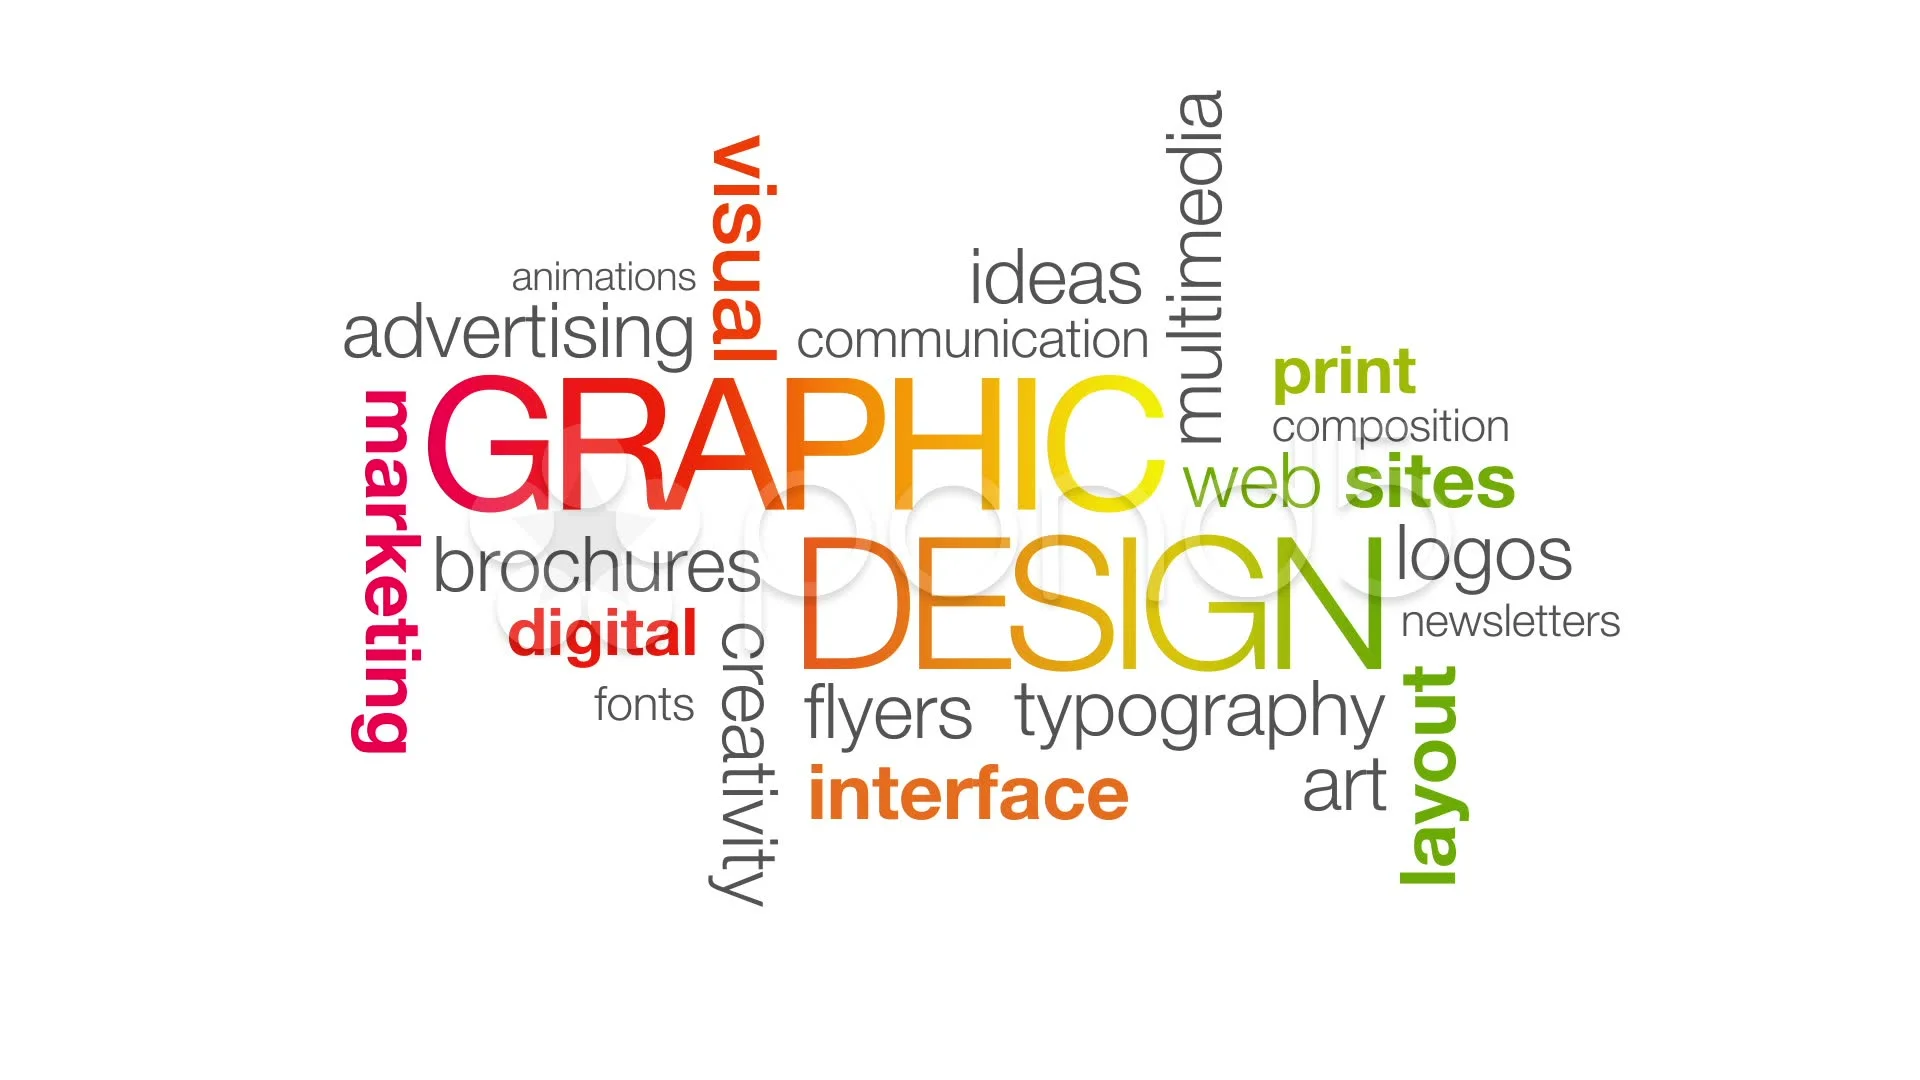 visual
multimedia
animations
ideas
advertising
communication
print
GRAPHIC
composition
marketing
web sites
brochures
DESIGN
logos
digital
newsletters
creativity
fonts
flyers
typography
layout
interface
art
pond5